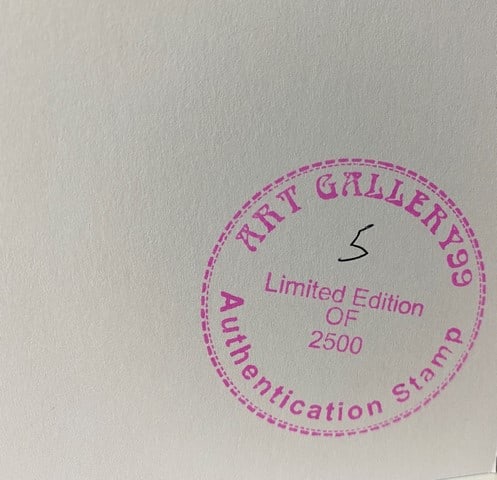 ART GALLERY99
5
Limited Edition
OF
2500
Authentication Stamp